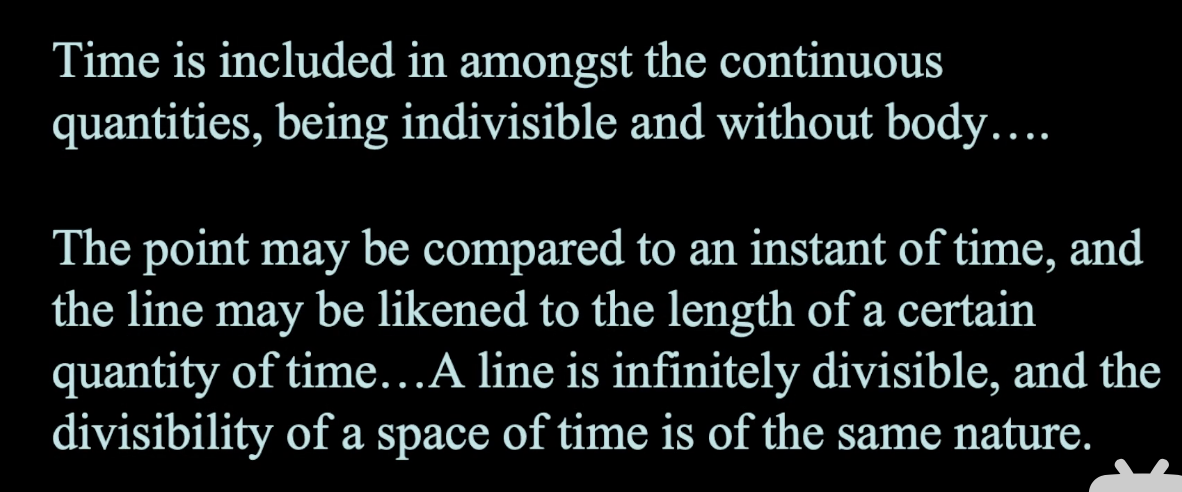 Time is included in amongst the continuous
quantities, being indivisible and without body….
The point may be compared to an instant of time, and
the line may be likened to the length of a certain
quantity of time…A line is infinitely divisible, and the
divisibility of a space of time is of the same nature.